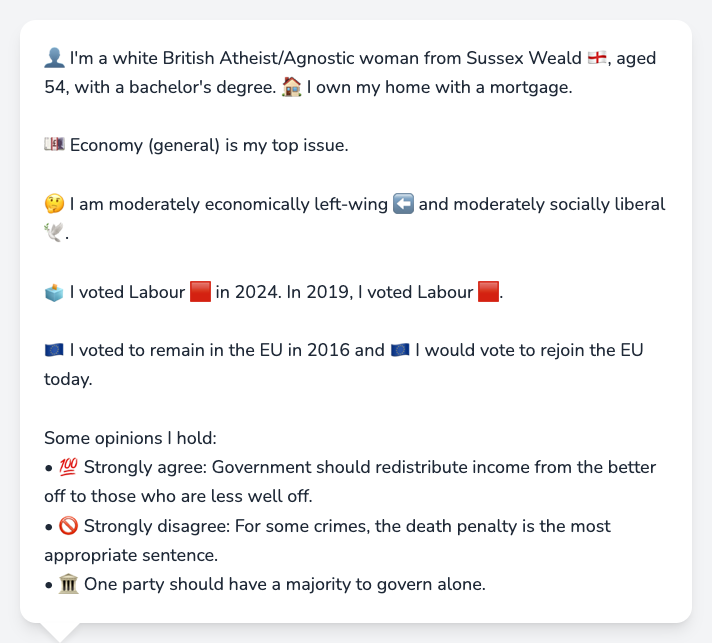 👤 I'm a white British Atheist/Agnostic woman from Sussex Weald 🏴󠁧󠁢󠁥󠁮󠁧󠁿, aged
54, with a bachelor's degree. 🏠 I own my home with a mortgage.
💷 Economy (general) is my top issue.
🤔 I am moderately economically left-wing ⬅️ and moderately socially liberal
🕊️.
🗳️ I voted Labour 🟥 in 2024. In 2019, I voted Labour 🟥.
🇪🇺 I voted to remain in the EU in 2016 and 🇪🇺 I would vote to rejoin the EU
today.
Some opinions I hold:
• 💯 Strongly agree: Government should redistribute income from the better
off to those who are less well off.
• 🚫 Strongly disagree: For some crimes, the death penalty is the most
appropriate sentence.
• 🏛️ One party should have a majority to govern alone.